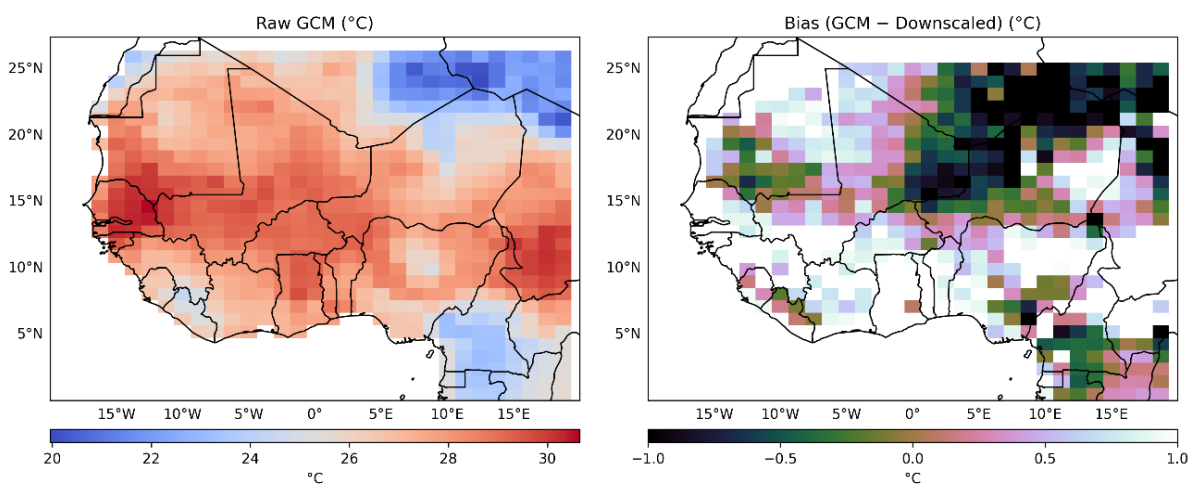 Raw GCM (°C)
Bias (GCM − Downscaled) (°C)
25°N
20°N
15°N
10°N
5°N
15°W 10°W 5°W 0° 5°E 10°E 15°E
20 22 24 26 28 30
°C
25°N
20°N
15°N
10°N
5°N
15°W 10°W 5°W 0° 5°E 10°E 15°E
−1.0 −0.5 0.0 0.5 1.0
°C